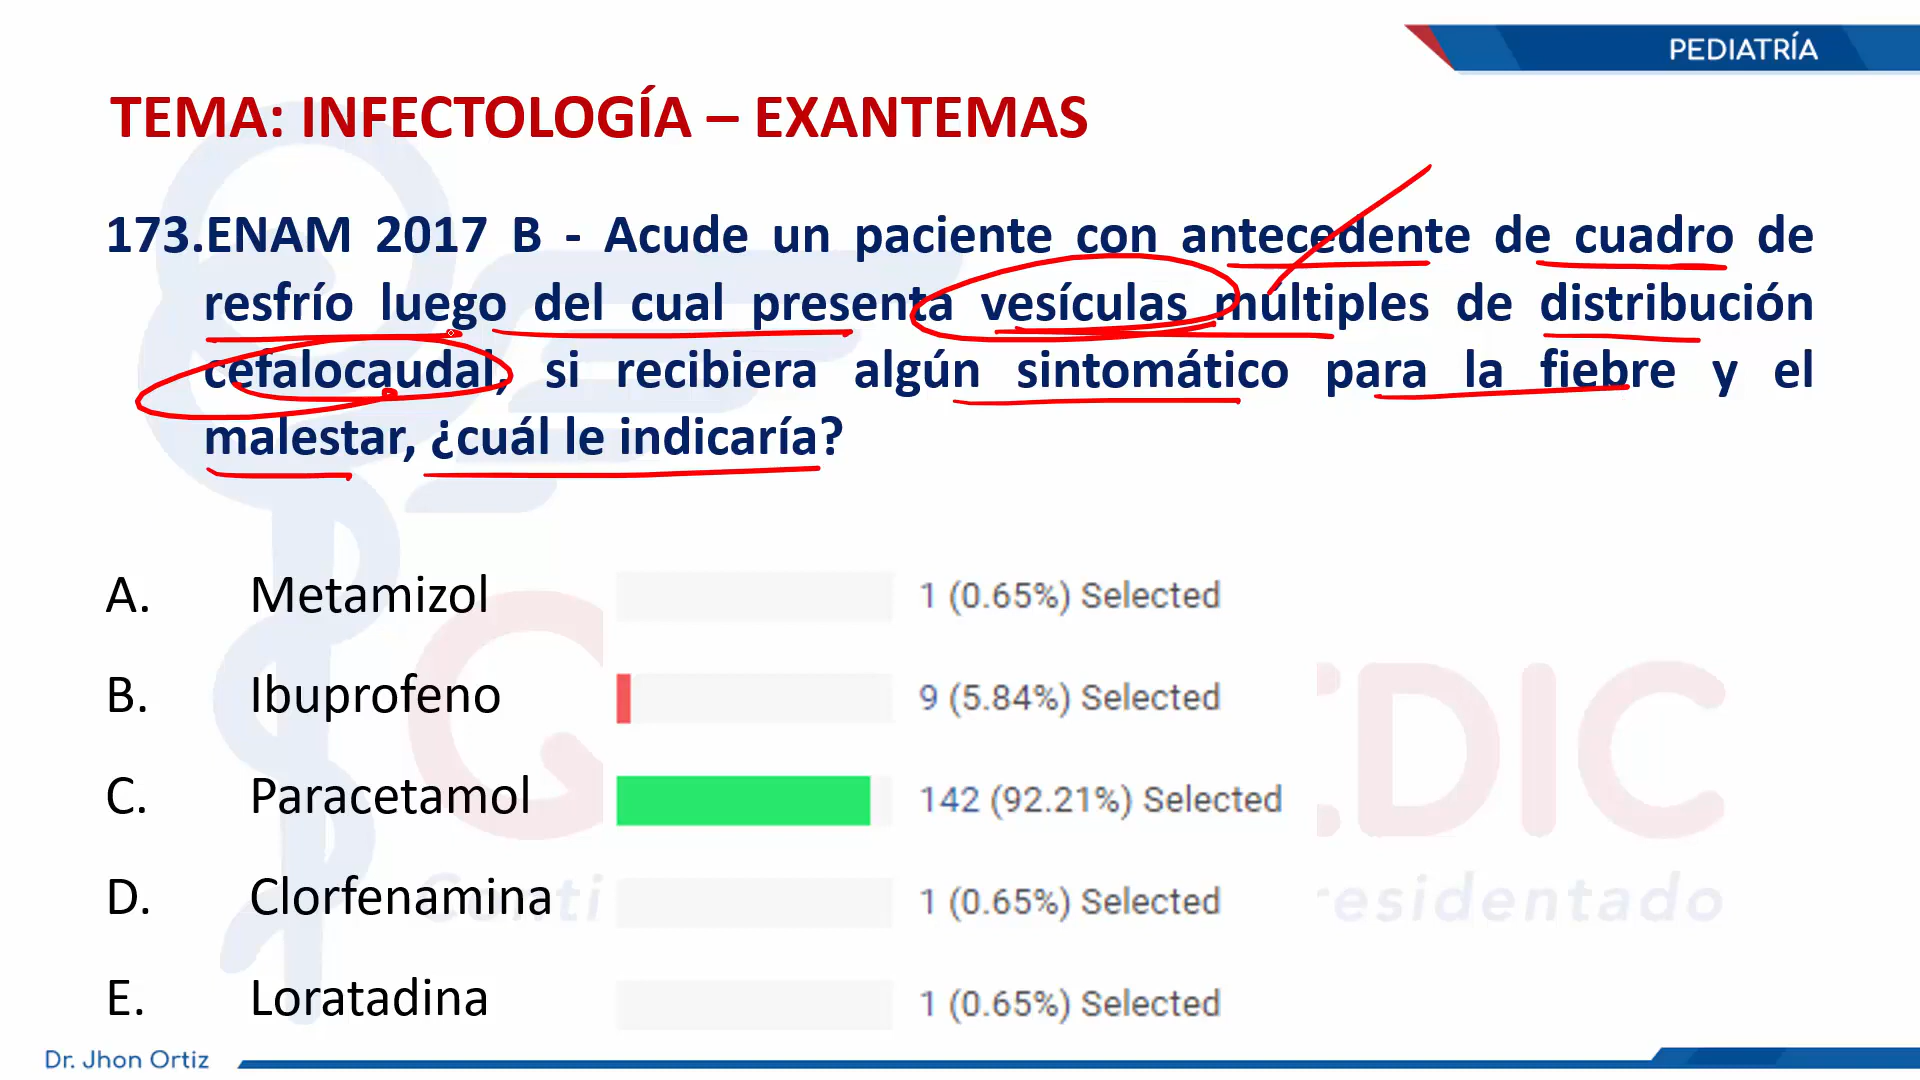 PEDIATRÍA
TEMA: INFECTOLOGÍA – EXANTEMAS
173.ENAM 2017 B - Acude un paciente con antecedente de cuadro de
resfrío luego del cual presenta vesículas múltiples de distribución
cefalocaudal, si recibiera algún sintomático para la fiebre y el
malestar, ¿cuál le indicaría?
A. Metamizol 1 (0.65%) Selected
B. Ibuprofeno 9 (5.84%) Selected
C. Paracetamol 142 (92.21%) Selected
D. Clorfenamina 1 (0.65%) Selected
E. Loratadina 1 (0.65%) Selected
Dr. Jhon Ortiz